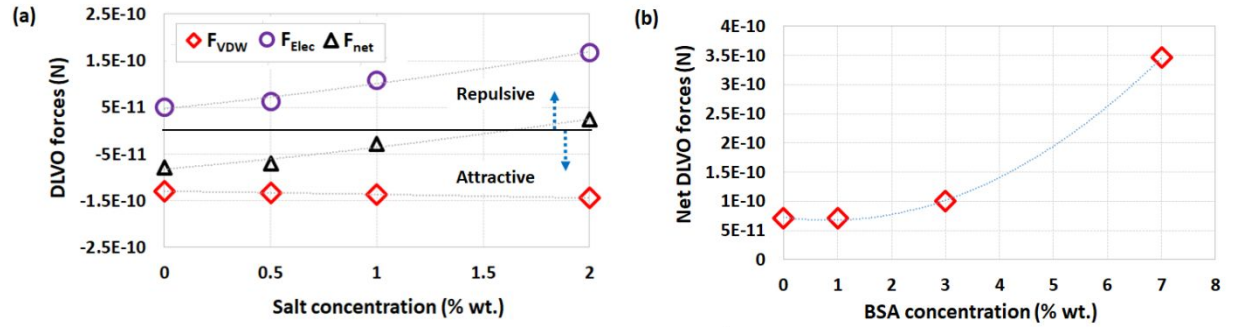 (a)
DLVO forces (N)
2.5E-10
1.5E-10
5E-11
-5E-11
-1.5E-10
-2.5E-10
F_VDW F_Elec F_net
Repulsive
Attractive
0 0.5 1 1.5 2
Salt concentration (% wt.)
(b)
Net DLVO forces (N)
4E-10
3.5E-10
3E-10
2.5E-10
2E-10
1.5E-10
1E-10
5E-11
0
0 1 2 3 4 5 6 7 8
BSA concentration (% wt.)